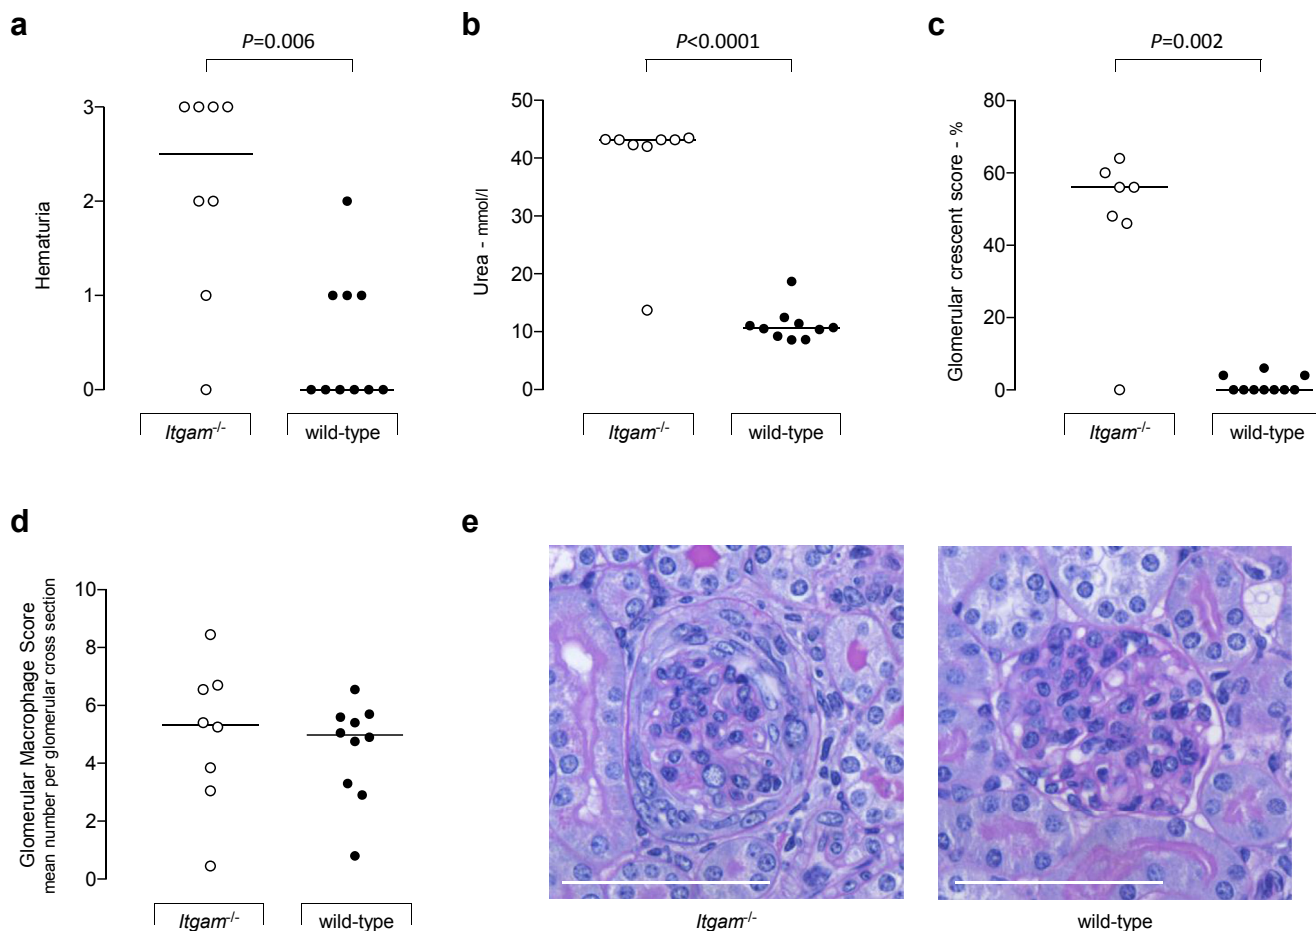 a
P=0.006
Hematuria
3
2
1
0
Itgam-/-
wild-type
b
P<0.0001
Urea - mmol/l
50
40
30
20
10
0
Itgam-/-
wild-type
c
P=0.002
Glomerular crescent score - %
80
60
40
20
0
Itgam-/-
wild-type
d
Glomerular Macrophage Score
mean number per glomerular cross section
10
8
6
4
2
0
Itgam-/-
wild-type
e
Itgam-/-
wild-type